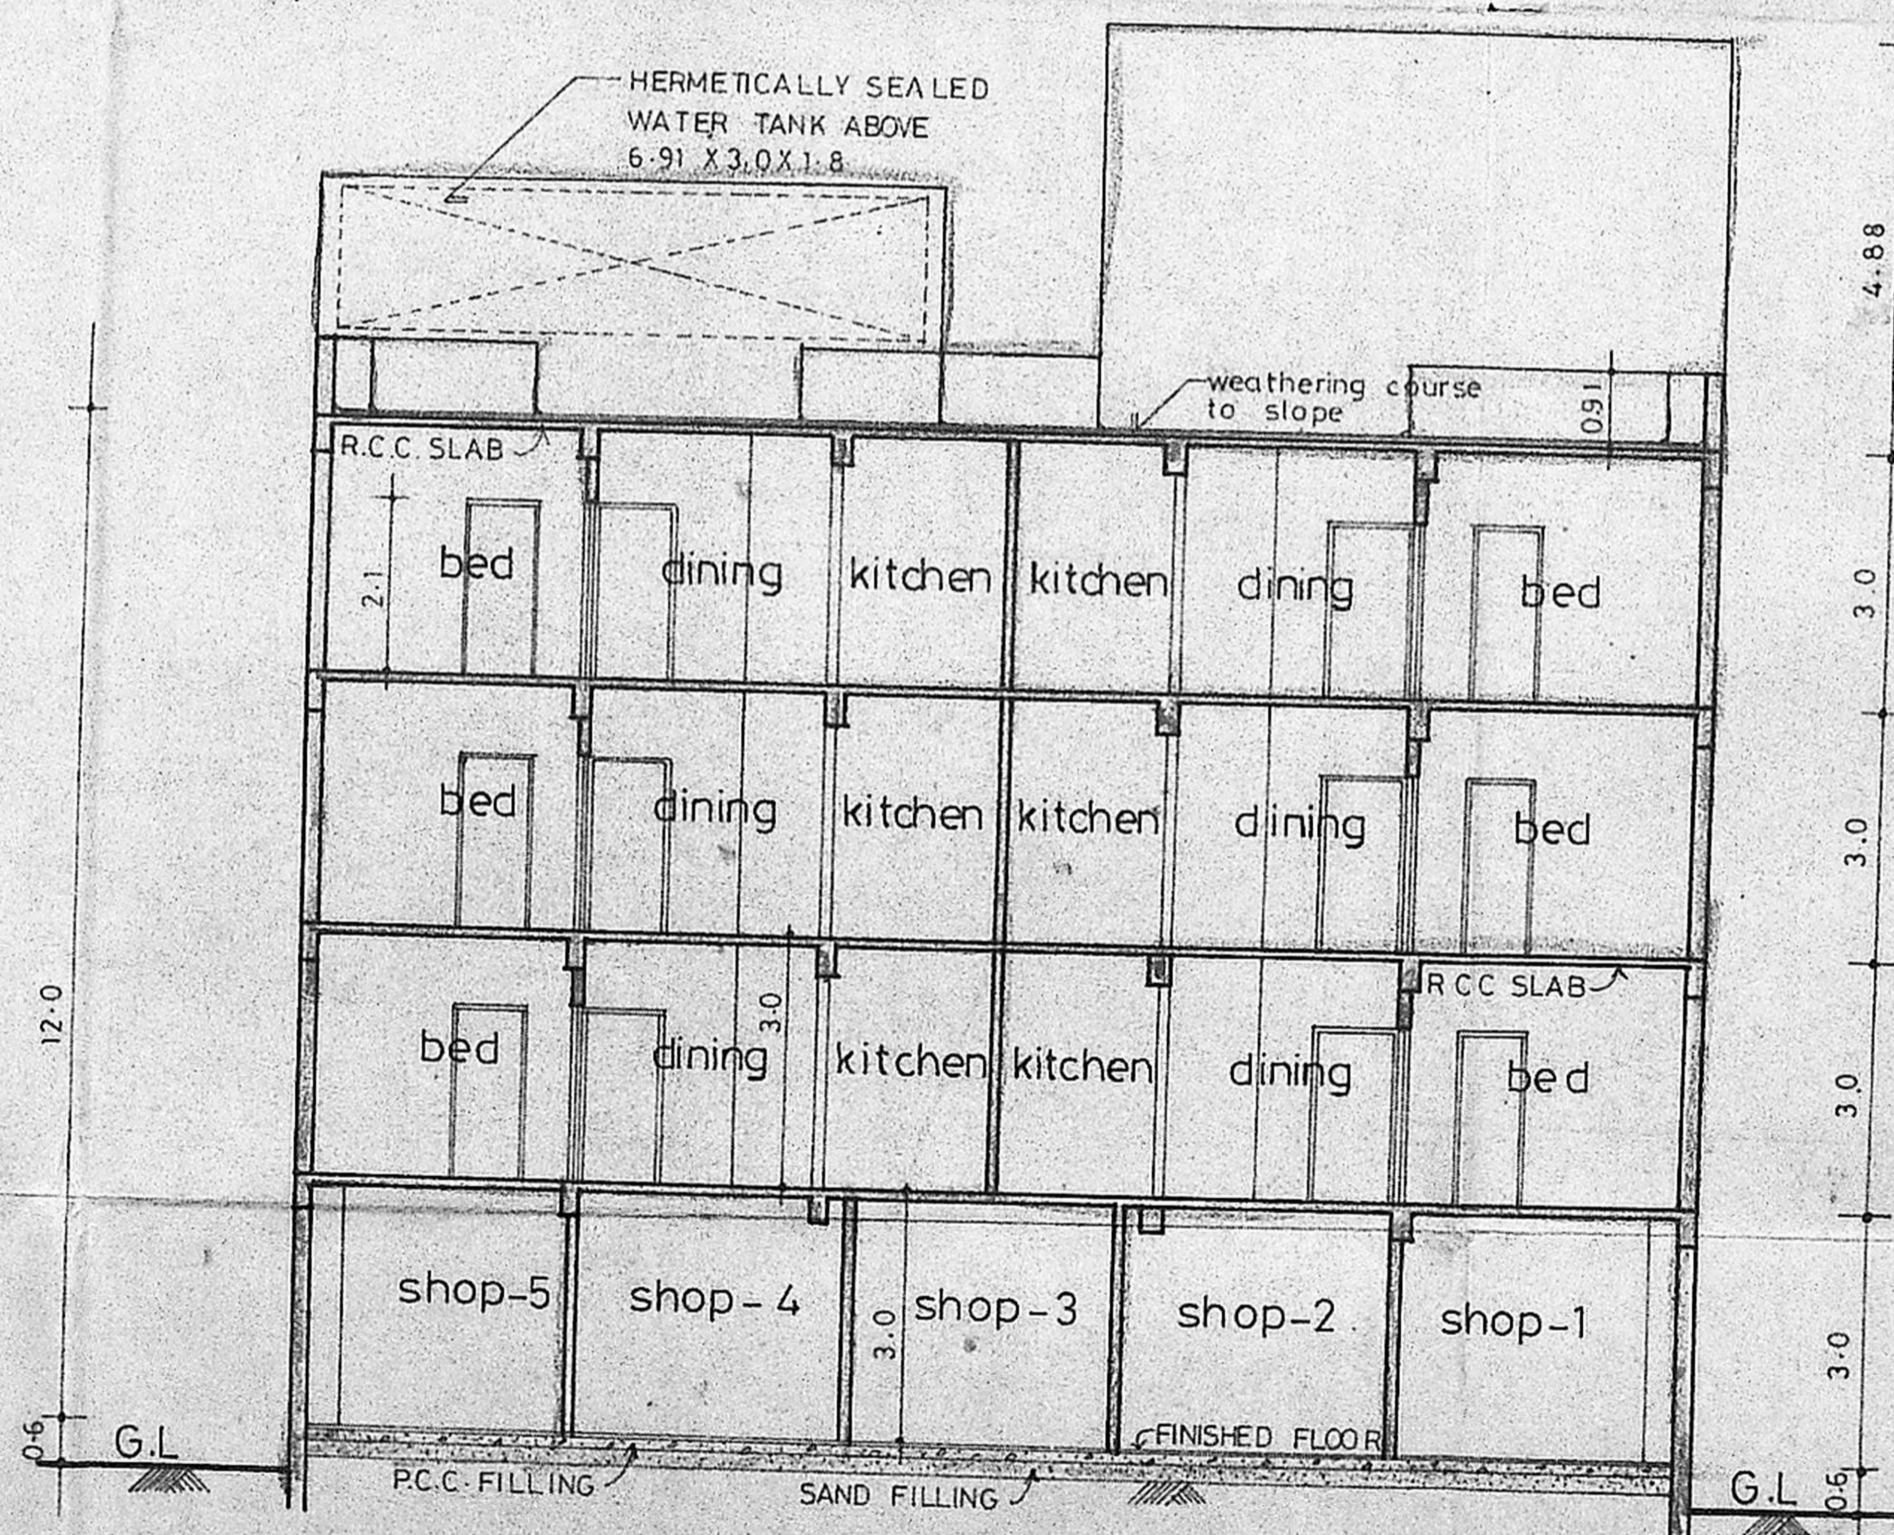 HERMETICALLY SEALED
WATER TANK ABOVE
6.91 X 3.0 X 1.8
4.88
weathering course
to slope
0.91
R.C.C. SLAB
2.1
bed
dining
kitchen
kitchen
dining
bed
3.0
bed
dining
kitchen
kitchen
dining
bed
3.0
12.0
R CC SLAB
bed
dining
3.0
kitchen
kitchen
dining
bed
3.0
shop-5
shop-4
3.0
shop-3
shop-2
shop-1
3.0
0.6
G.L
FINISHED FLOOR
P.C.C. FILLING
SAND FILLING
G.L
0.6